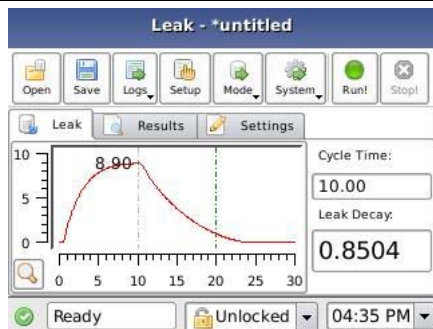 Leak - *untitled
Open Save Logs Setup Mode System Run! Stop!
Leak Results Settings
10 8.90 Cycle Time:
5 10.00
0 Leak Decay:
0.8504
0 5 10 15 20 25 30
Ready Unlocked 04:35 PM